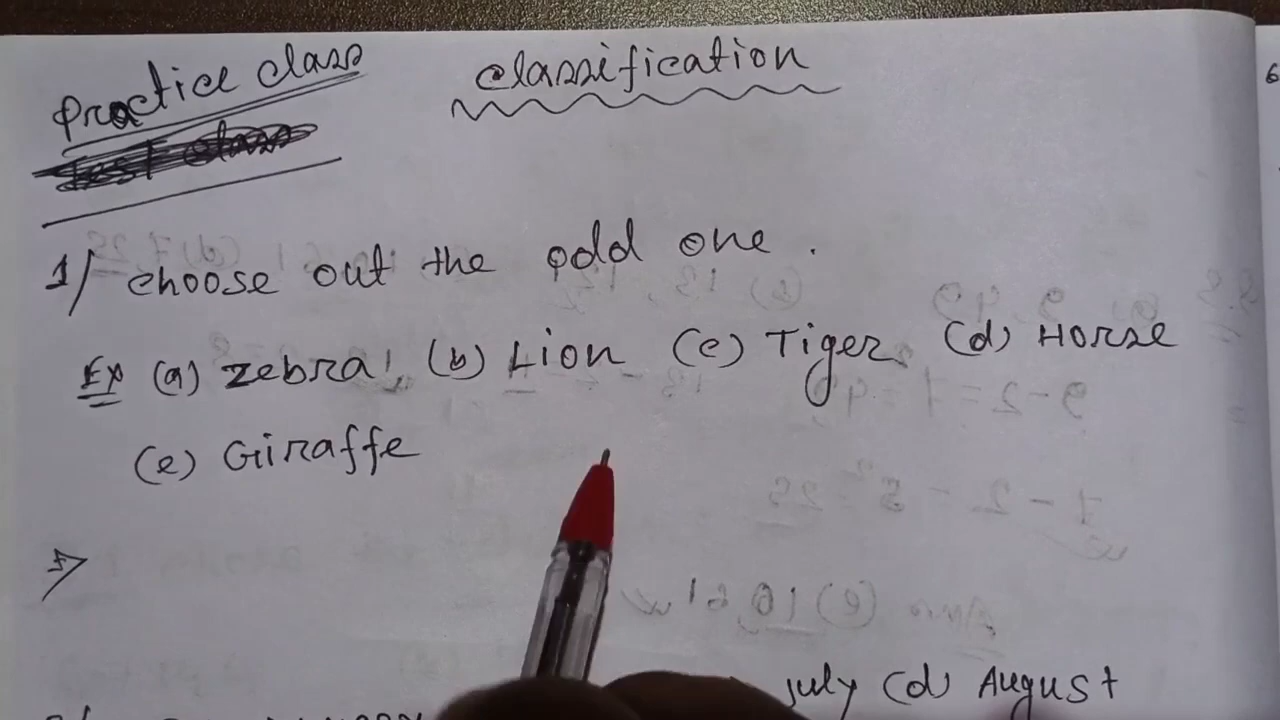 Practice class
classification
Test class
1/ choose out the odd one.
Ex (a) Zebra, (b) Lion (c) Tiger (d) Horse
(e) Giraffe
⇒
July (d) August